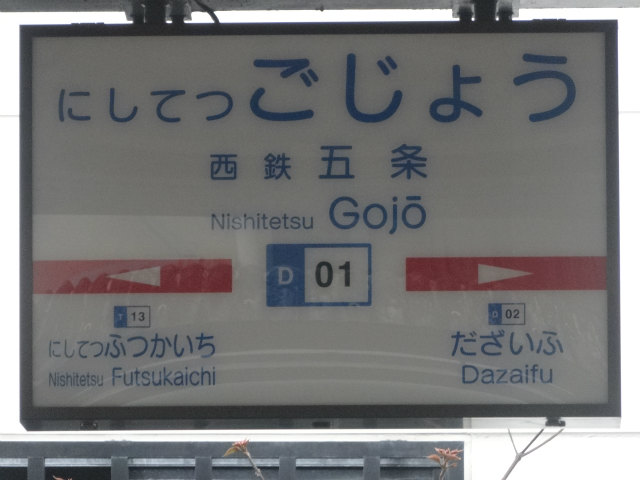 にしてつごじょう
西鉄五条
Nishitetsu Gojō
D 01
T 13
にしてつふつかいち
Nishitetsu Futsukaichi
D 02
だざいふ
Dazaifu